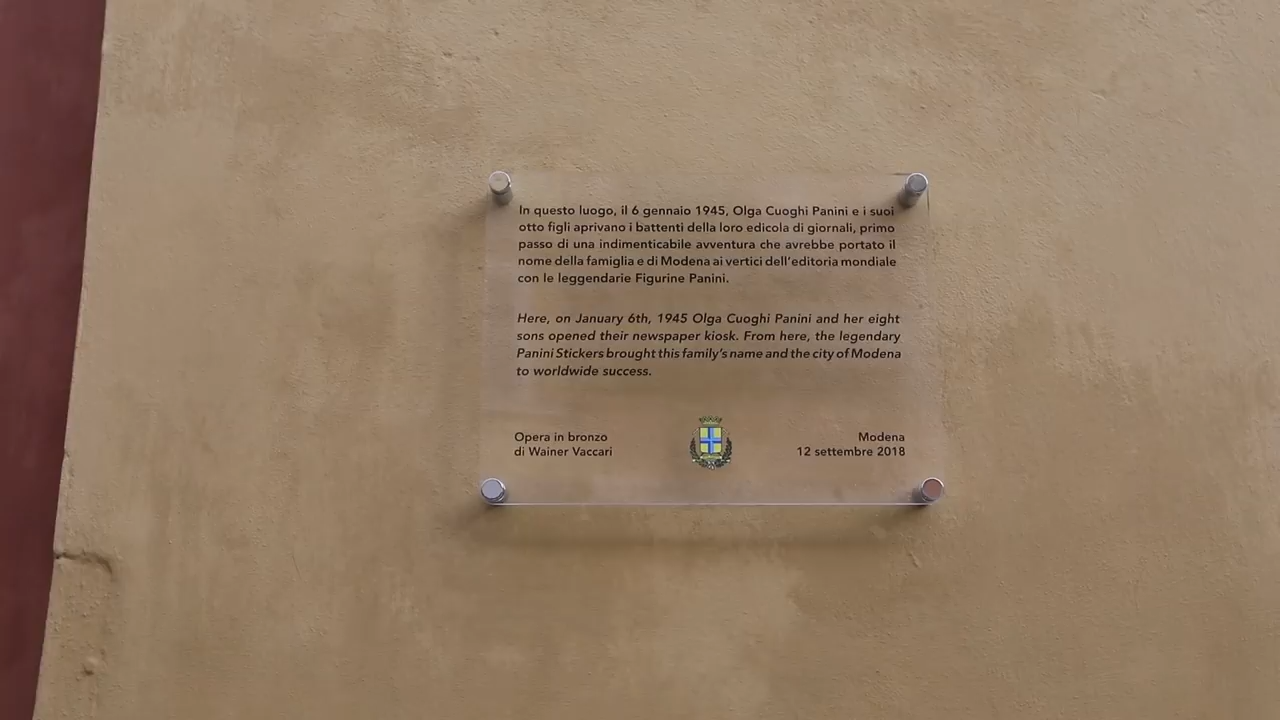 In questo luogo, il 6 gennaio 1945, Olga Cuoghi Panini e i suoi
otto figli aprivano i battenti della loro edicola di giornali, primo
passo di una indimenticabile avventura che avrebbe portato il
nome della famiglia e di Modena ai vertici dell'editoria mondiale
con le leggendarie Figurine Panini.
Here, on January 6th, 1945 Olga Cuoghi Panini and her eight
sons opened their newspaper kiosk. From here, the legendary
Panini Stickers brought this family's name and the city of Modena
to worldwide success.
Opera in bronzo
di Wainer Vaccari
Modena
12 settembre 2018